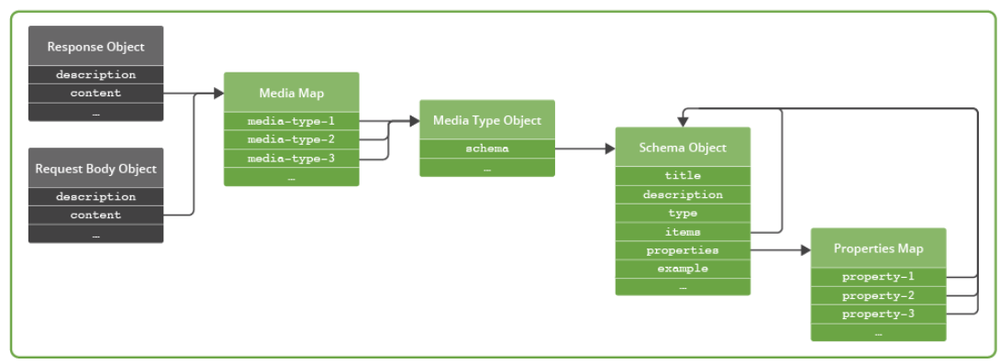 Response Object
description
content
…
Request Body Object
description
content
…
Media Map
media-type-1
media-type-2
media-type-3
…
Media Type Object
schema
…
Schema Object
title
description
type
items
properties
example
…
Properties Map
property-1
property-2
property-3
…